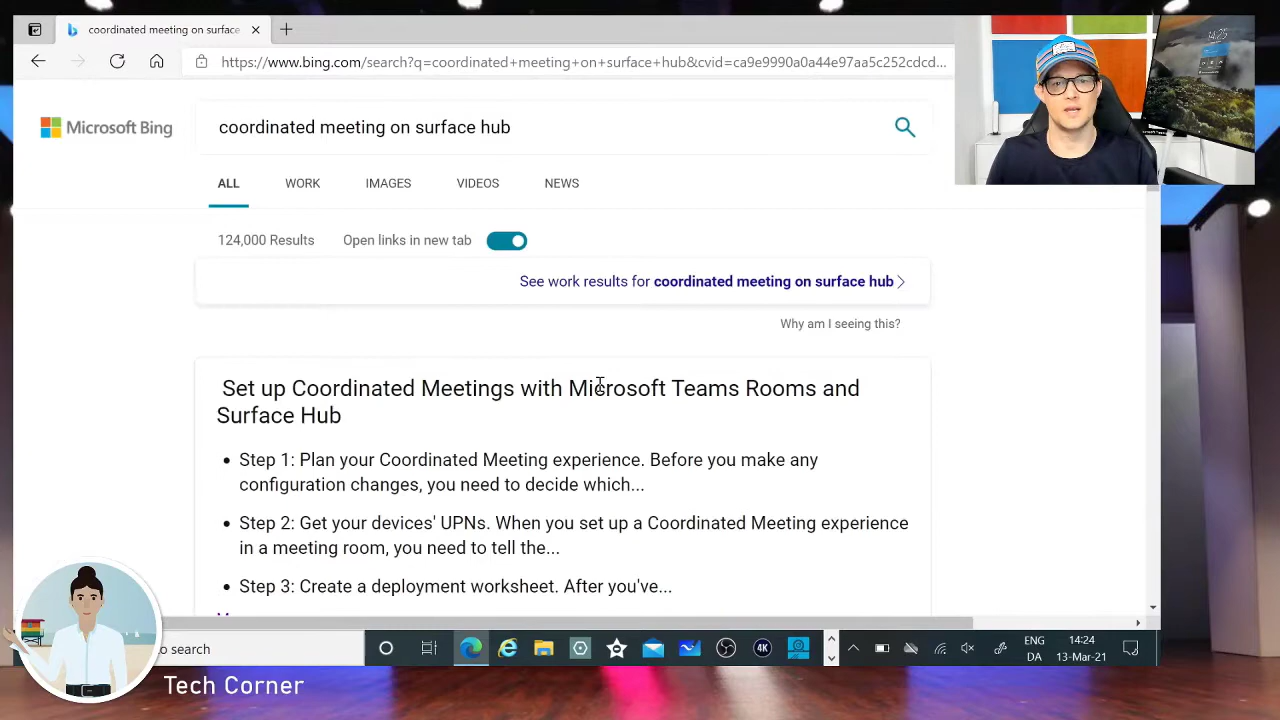 coordinated meeting on surface
https://www.bing.com/search?q=coordinated+meeting+on+surface+hub&cvid=ca9e9990a0a44e97aa5c252cdcd...
14:25
Microsoft Bing
coordinated meeting on surface hub
ALL WORK IMAGES VIDEOS NEWS
124,000 Results Open links in new tab
See work results for coordinated meeting on surface hub
Why am I seeing this?
Set up Coordinated Meetings with Microsoft Teams Rooms and
Surface Hub
• Step 1: Plan your Coordinated Meeting experience. Before you make any
configuration changes, you need to decide which...
• Step 2: Get your devices' UPNs. When you set up a Coordinated Meeting experience
in a meeting room, you need to tell the...
• Step 3: Create a deployment worksheet. After you've...
o search
4K
ENG
DA
14:24
13-Mar-21
Tech Corner